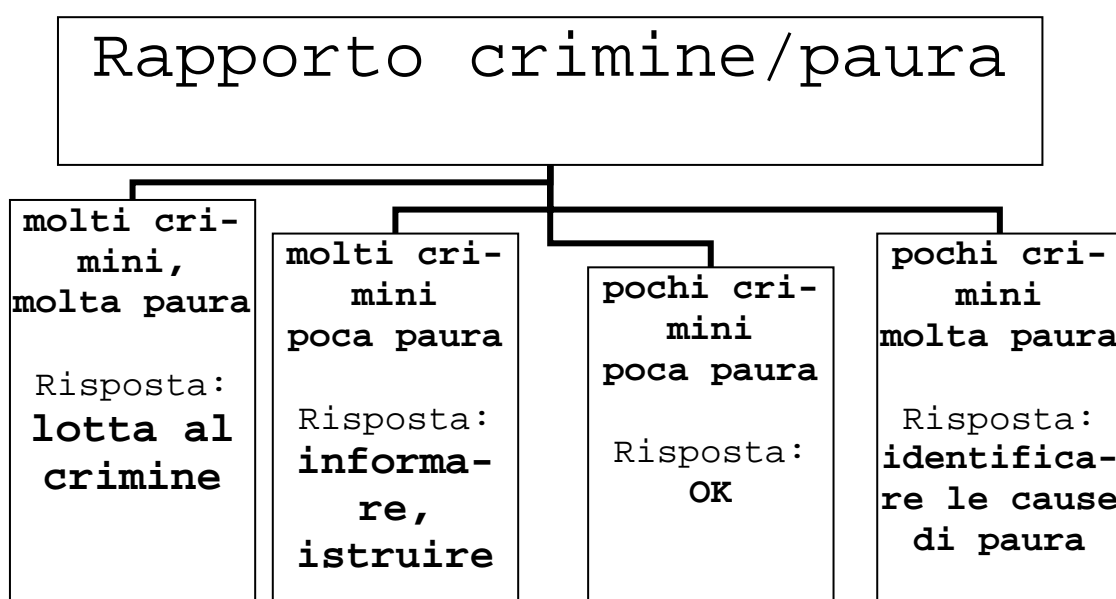 Rapporto crimine/paura
molti cri-
mini,
molta paura
Risposta:
lotta al
crimine
molti cri-
mini
poca paura
Risposta:
informa-
re,
istruire
pochi cri-
mini
poca paura
Risposta:
OK
pochi cri-
mini
molta paura
Risposta:
identifica-
re le cause
di paura